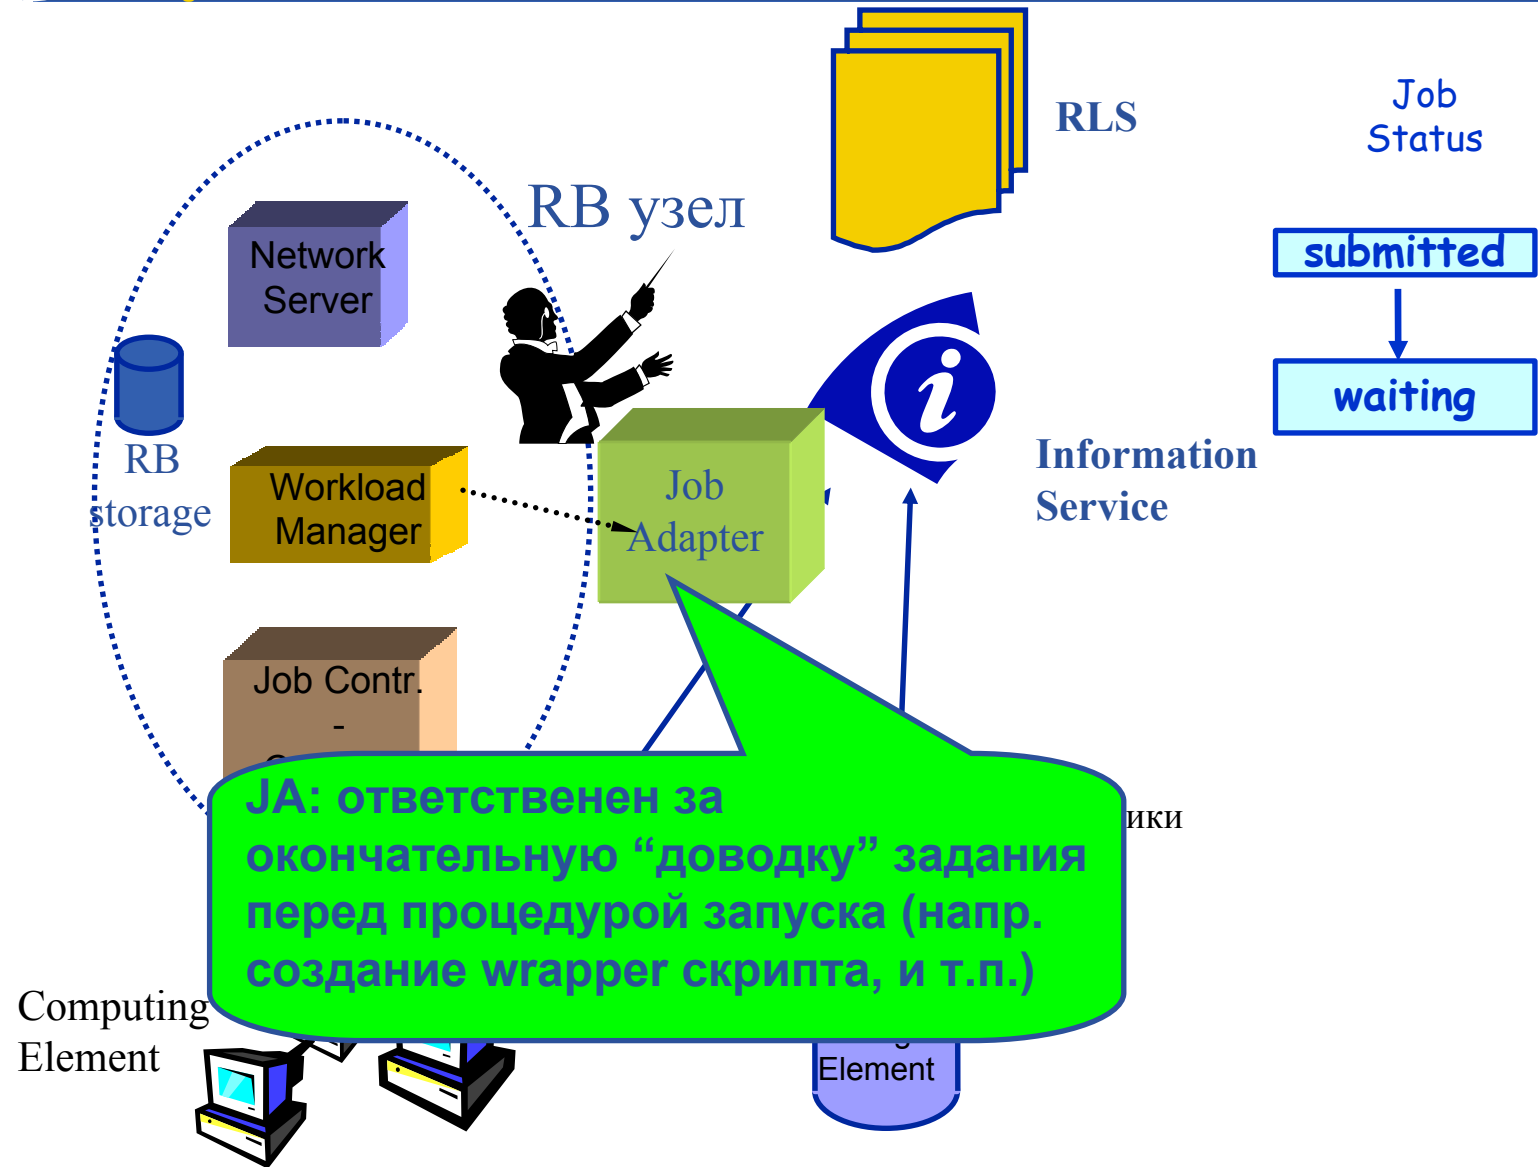 RLS
Job
Status
RB узел
submitted
Network
Server
waiting
RB
storage
Information
Service
Workload
Manager
Job
Adapter
Job Contr.
-
JA: ответственен за
окончательную “доводку” задания
перед процедурой запуска (напр.
создание wrapper скрипта, и т.п.)
ики
Computing
Element
Element